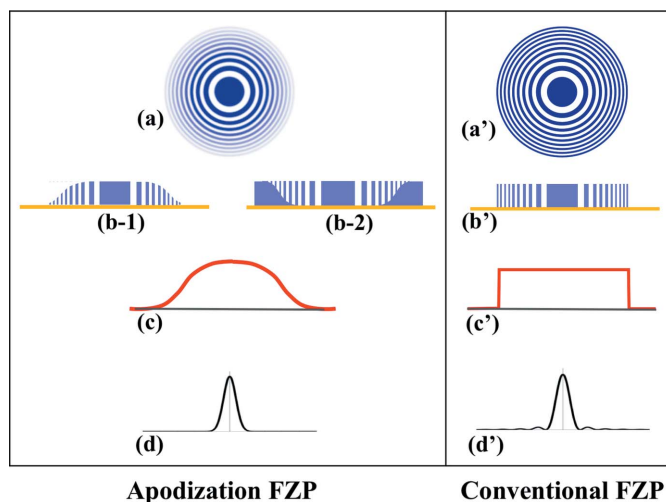 (a)
(a’)
(b-1)
(b-2)
(b’)
(c)
(c’)
(d)
(d’)
Apodization FZP
Conventional FZP